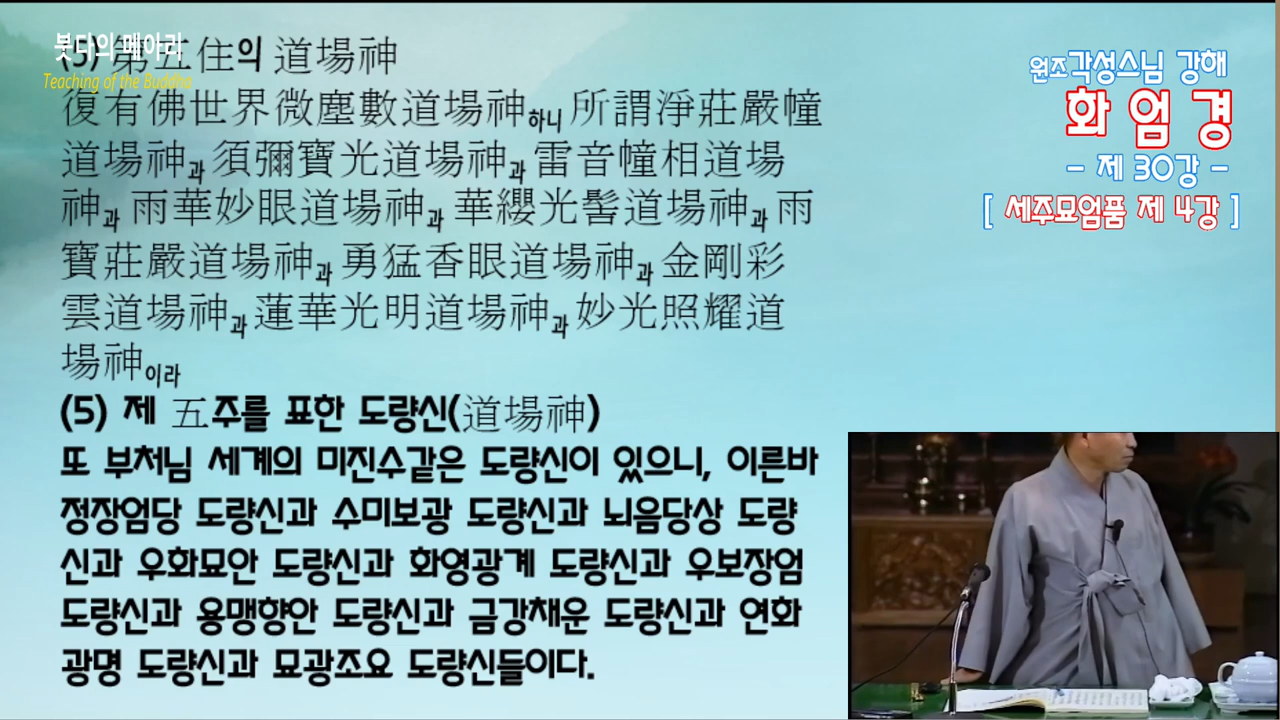 붓다의 메아리
Teaching of the Buddha
(5) 第五住의 道場神
復有佛世界微塵數道場神하니 所謂淨莊嚴幢
道場神과 須彌寶光道場神과 雷音幢相道場
神과 雨華妙眼道場神과 華纓光髻道場神과 雨
寶莊嚴道場神과 勇猛香眼道場神과 金剛彩
雲道場神과 蓮華光明道場神과 妙光照耀道
場神이라
(5) 제 五주를 표한 도량신(道場神)
또 부처님 세계의 미진수같은 도량신이 있으니, 이른바
정장엄당 도량신과 수미보광 도량신과 뇌음당상 도량
신과 우화묘안 도량신과 화영광계 도량신과 우보장엄
도량신과 용맹향안 도량신과 금강채운 도량신과 연화
광명 도량신과 묘광조요 도량신들이다.
원조각성스님 강해
화엄경
- 제 30강 -
[ 세주묘엄품 제 4강 ]